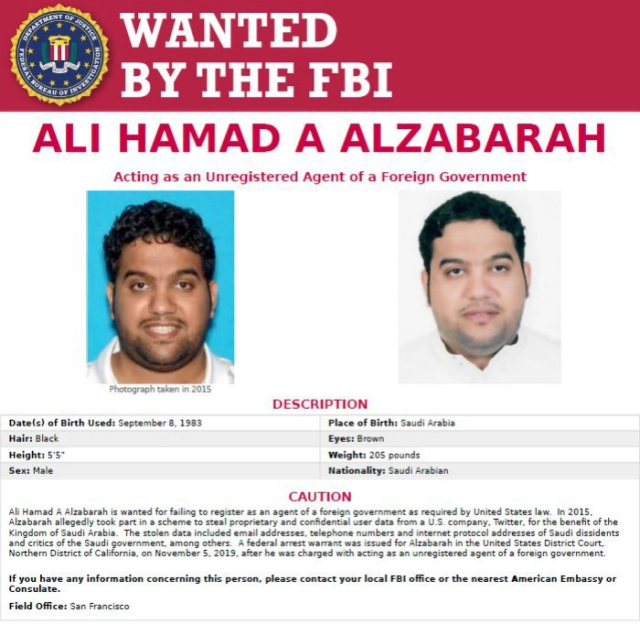 DEPARTMENT OF JUSTICE
FEDERAL BUREAU OF INVESTIGATION
WANTED
BY THE FBI
ALI HAMAD A ALZABARAH
Acting as an Unregistered Agent of a Foreign Government
Photograph taken in 2015
DESCRIPTION
Date(s) of Birth Used: September 8, 1983 Place of Birth: Saudi Arabia
Hair: Black Eyes: Brown
Height: 5'5" Weight: 205 pounds
Sex: Male Nationality: Saudi Arabian
CAUTION
Ali Hamad A Alzabarah is wanted for failing to register as an agent of a foreign government as required by United States law. In 2015,
Alzabarah allegedly took part in a scheme to steal proprietary and confidential user data from a U.S. company, Twitter, for the benefit of the
Kingdom of Saudi Arabia. The stolen data included email addresses, telephone numbers and internet protocol addresses of Saudi dissidents
and critics of the Saudi government, among others. A federal arrest warrant was issued for Alzabarah in the United States District Court,
Northern District of California, on November 5, 2019, after he was charged with acting as an unregistered agent of a foreign government.
If you have any information concerning this person, please contact your local FBI office or the nearest American Embassy or
Consulate.
Field Office: San Francisco